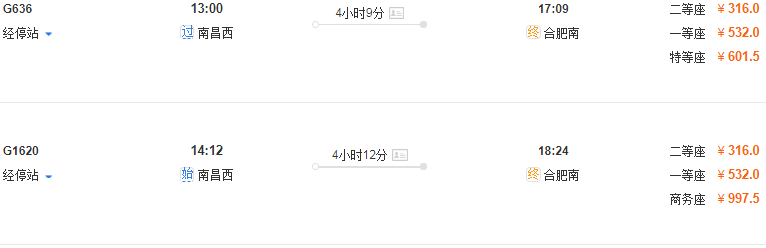 G636 13:00 4小时9分 17:09 二等座 ￥316.0
经停站 过 南昌西 终 合肥南 一等座 ￥532.0
特等座 ￥601.5
G1620 14:12 4小时12分 18:24 二等座 ￥316.0
经停站 始 南昌西 终 合肥南 一等座 ￥532.0
商务座 ￥997.5